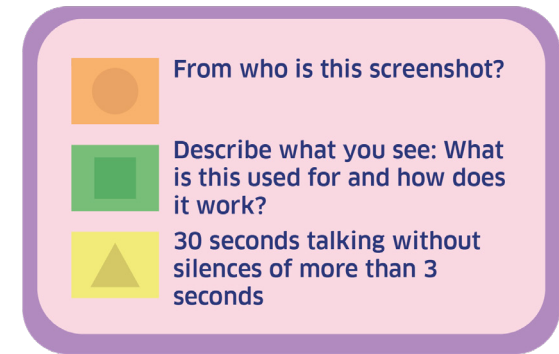 From who is this screenshot?
Describe what you see: What
is this used for and how does
it work?
30 seconds talking without
silences of more than 3
seconds